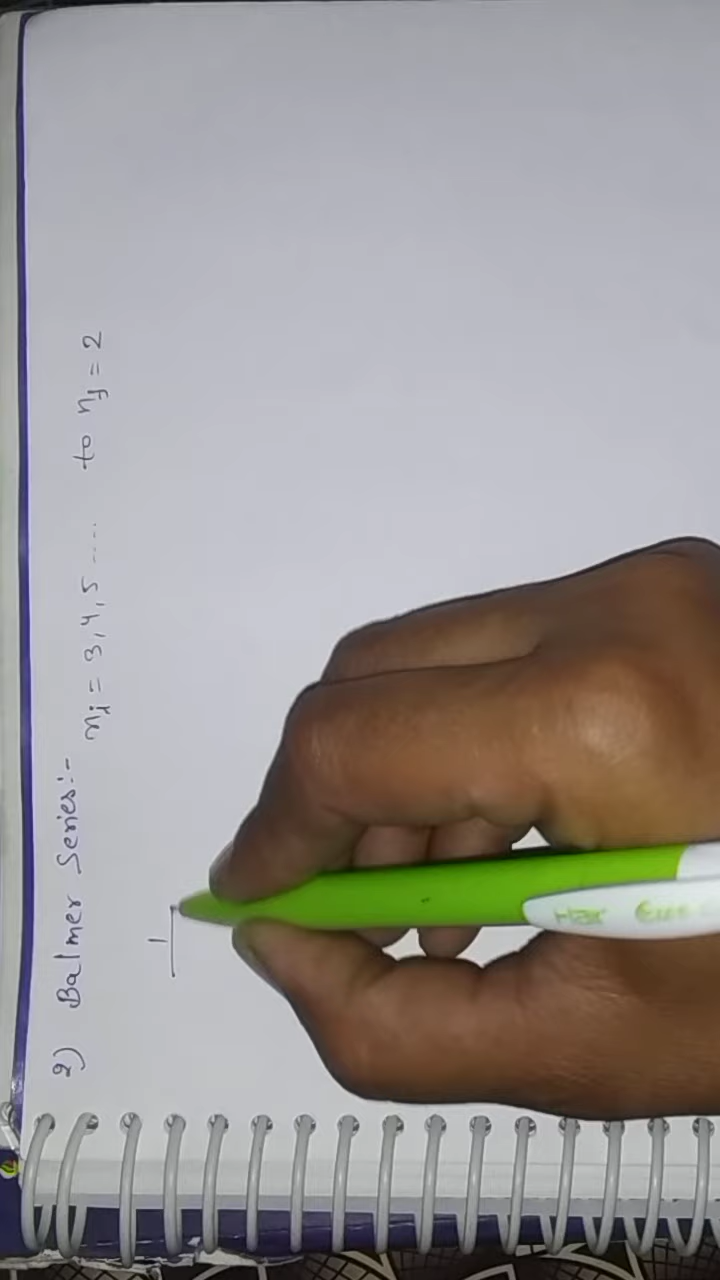 2) Balmer Series:-
ni = 3, 4, 5 ---- to nf = 2
1